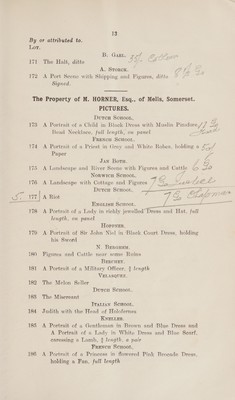 12
By or attributed to.
Lot.
B. Gael.
171 The Halt, ditto
A. Storck.
172 A Port Scene with Shipping and Figures, ditto
Signed.
The Property of M. HORNER, Esq., of Mells, Somerset.
PICTURES.
Dutch School.
173 A Portrait of a Child in Black Dress with Muslin Pinafore,
Bead Necklace, full length, on panel
French School.
174 A Portrait of a Priest in Grey and White Robes, holding a
Paper
Jan Both.
175 A Landscape and River Scene with Figures and Cattle
Norwich School.
176 A Landscape with Cottage and Figures
Dutch School.
177 A Riot
English School.
178 A Portrait of a Lady in richly jewelled Dress and Hat, full
length, on panel
Hoppner.
179 A Portrait of Sir John Niel in Black Court Dress, holding
his Sword
N. Berghem.
180 Figures and Cattle near some Ruins
Beechey.
181 A Portrait of a Military Officer, ¾ length
Velasquez.
182 The Melon Seller
Dutch School.
183 The Miscreant
Italian School.
184 Judith with the Head of Holofernes
Kneller.
185 A Portrait of a Gentleman in Brown and Blue Dress and
A Portrait of a Lady in White Dress and Blue Scarf,
caressing a Lamb, ¾ length, a pair
French School.
186 A Portrait of a Princess in flowered Pink Brocade Dress,
holding a Fan, full length